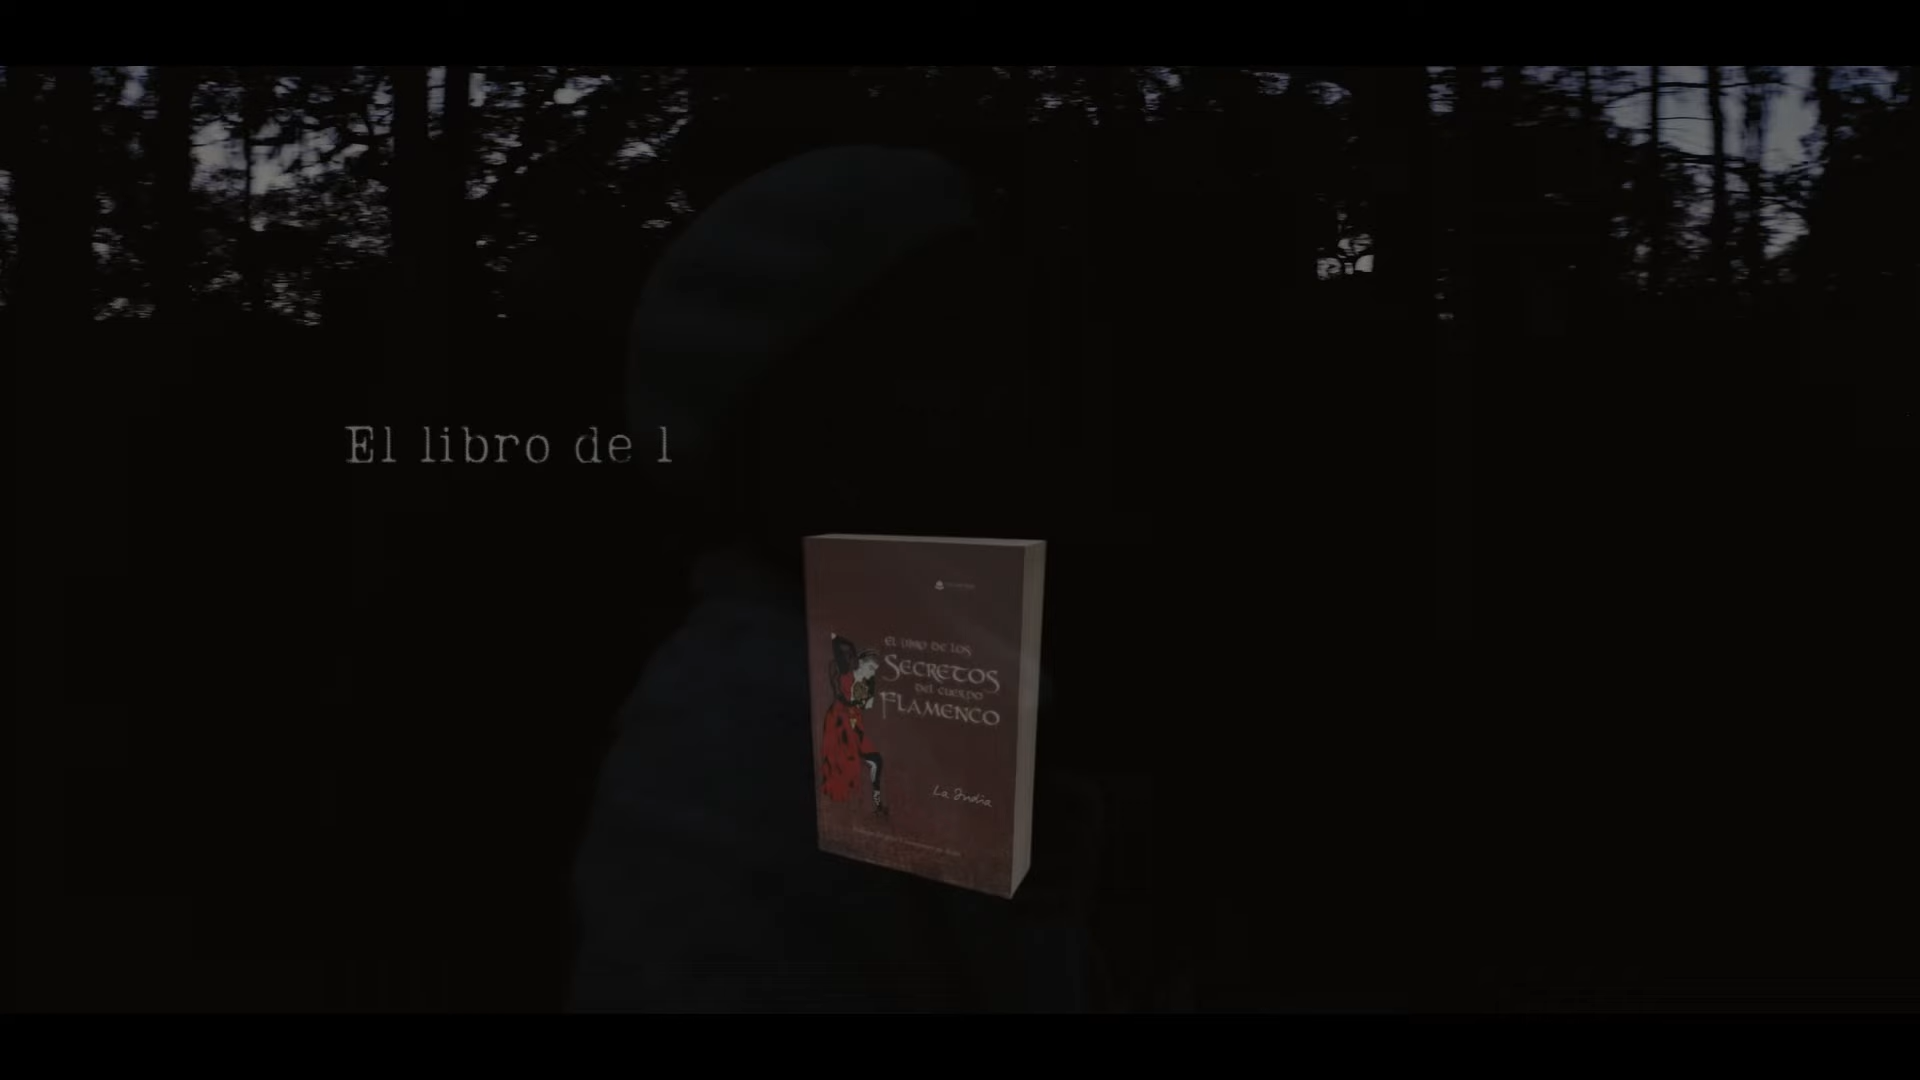 El libro de l
El libro de los
Secretos
del cuerpo
Flamenco
La India